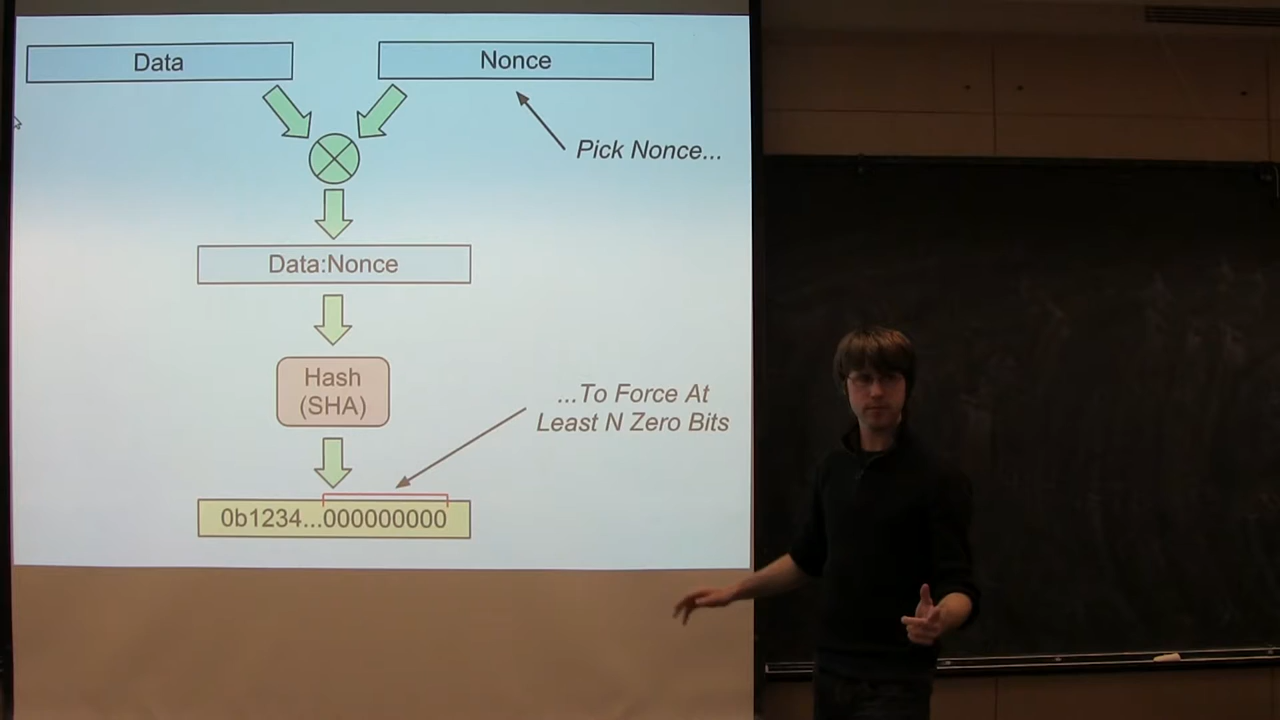 Data
Nonce
Pick Nonce...
Data:Nonce
Hash
(SHA)
...To Force At
Least N Zero Bits
0b1234...000000000